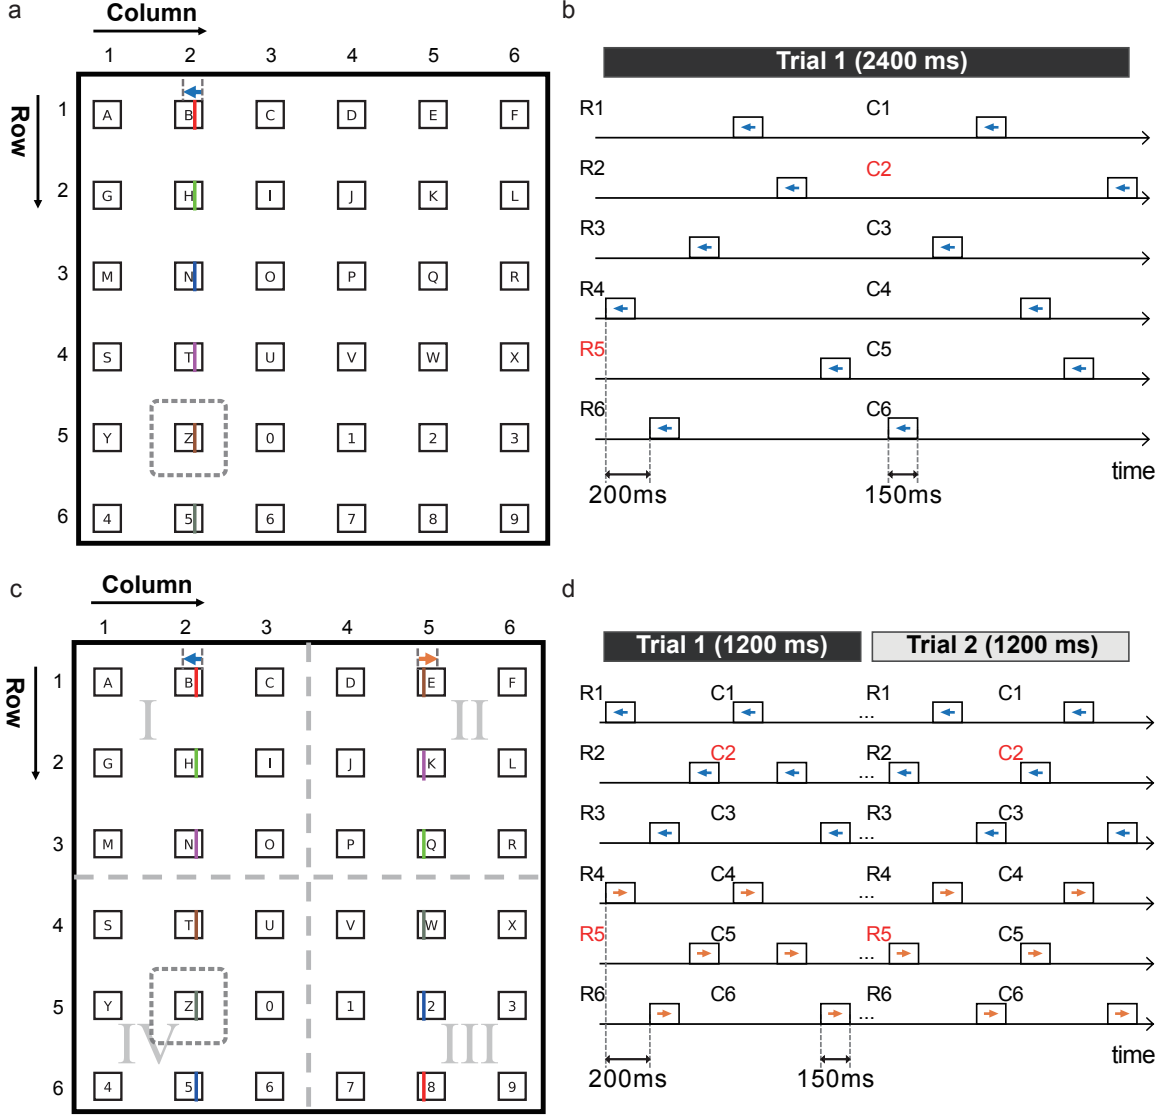 a
Column
1 2 3 4 5 6
Row
1 A B C D E F
2 G H I J K L
3 M N O P Q R
4 S T U V W X
5 Y Z 0 1 2 3
6 4 5 6 7 8 9
b
Trial 1 (2400 ms)
R1 C1
R2 C2
R3 C3
R4 C4
R5 C5
R6 C6
time
200ms 150ms
c
Column
1 2 3 4 5 6
Row
1 A B C D E F
I II
2 G H I J K L
3 M N O P Q R
4 S T U V W X
5 Y Z 0 1 2 3
IV III
6 4 5 6 7 8 9
d
Trial 1 (1200 ms) Trial 2 (1200 ms)
R1 C1 ... R1 C1
R2 C2 ... R2 C2
R3 C3 ... R3 C3
R4 C4 ... R4 C4
R5 C5 ... R5 C5
R6 C6 ... R6 C6
time
200ms 150ms